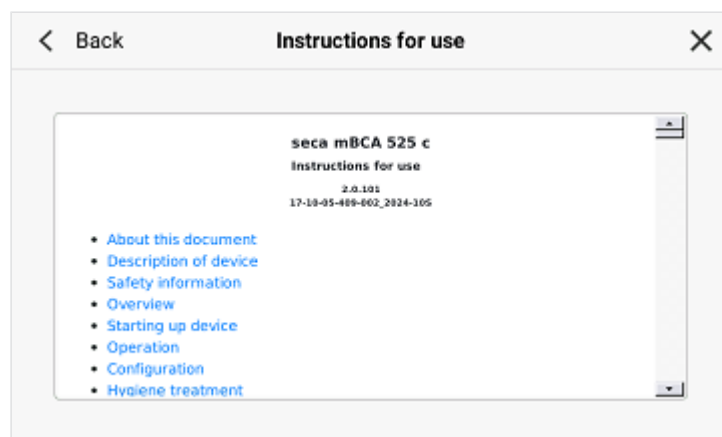 Back
Instructions for use
seca mBCA 525 c
Instructions for use
2.0.101
17-10-05-409-002_2024-10S
About this document
Description of device
Safety information
Overview
Starting up device
Operation
Configuration
Hygiene treatment